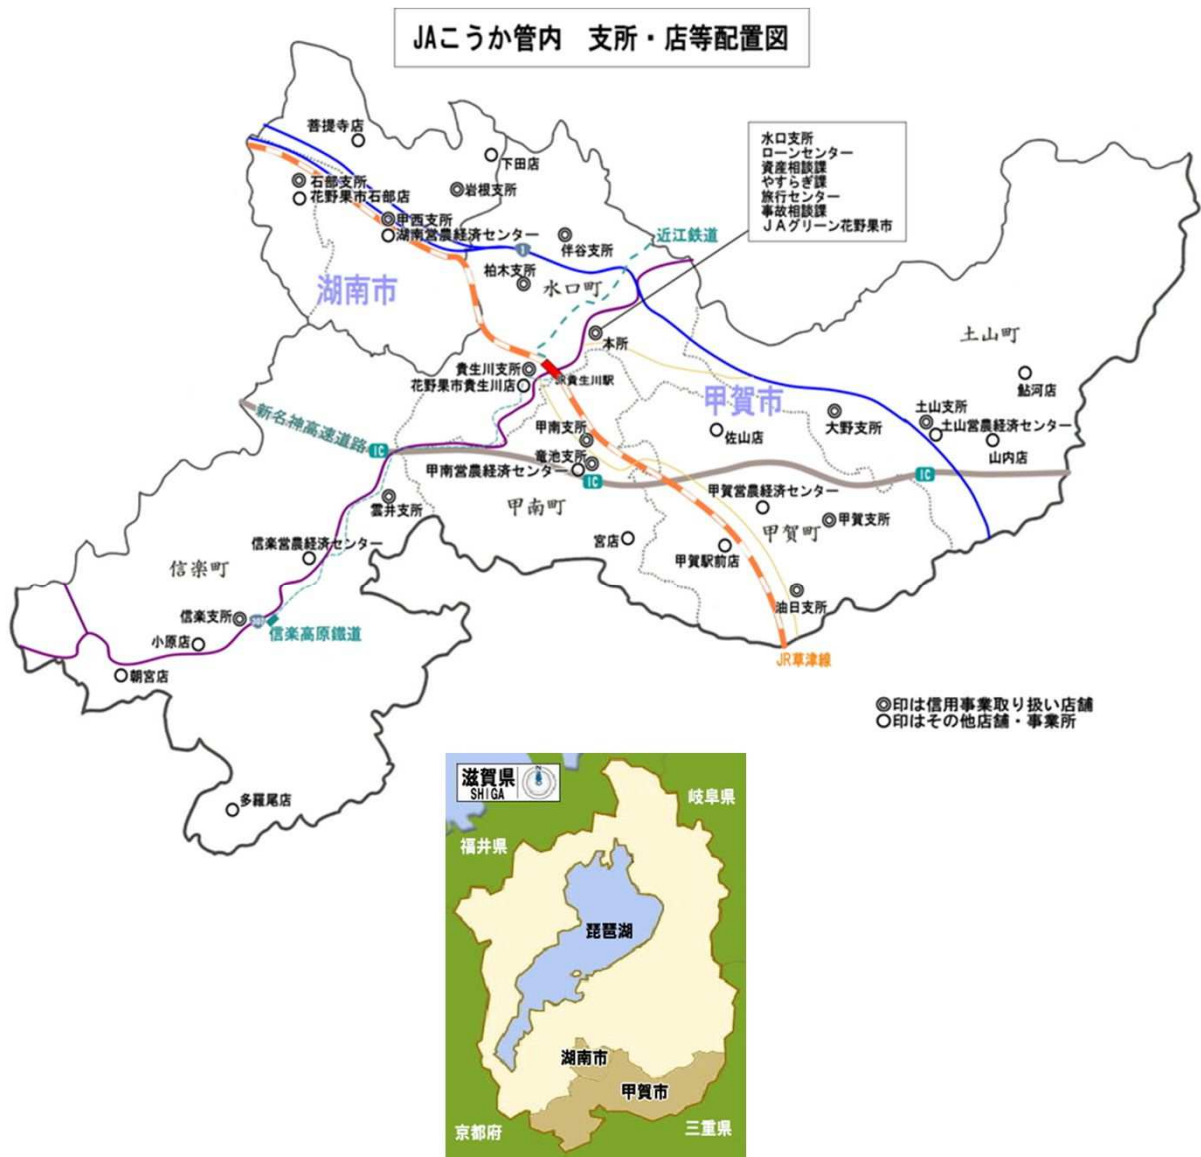 JAこうか管内　支所・店等配置図
菩提寺店
下田店
石部支所
花野果市石部店
岩根支所
甲西支所
湖南営農経済センター
伴谷支所
柏木支所
1
近江鉄道
水口支所
ローンセンター
資産相談課
やすらぎ課
旅行センター
事故相談課
ＪＡグリーン花野果市
湖南市
水口町
土山町
本所
貴生川支所
花野果市貴生川店
JR貴生川駅
甲賀市
鮎河店
新名神高速道路
IC
甲南支所
竜池支所
甲南営農経済センター
IC
佐山店
大野支所
土山支所
土山営農経済センター
山内店
IC
雲井支所
甲南町
甲賀営農経済センター
甲賀町
甲賀支所
宮店
甲賀駅前店
信楽営農経済センター
信楽町
信楽支所
307
信楽高原鐵道
小原店
朝宮店
油日支所
JR草津線
多羅尾店
◎印は信用事業取り扱い店舗
○印はその他店舗・事業所
滋賀県
SHIGA
岐阜県
福井県
琵琶湖
湖南市
甲賀市
京都府
三重県